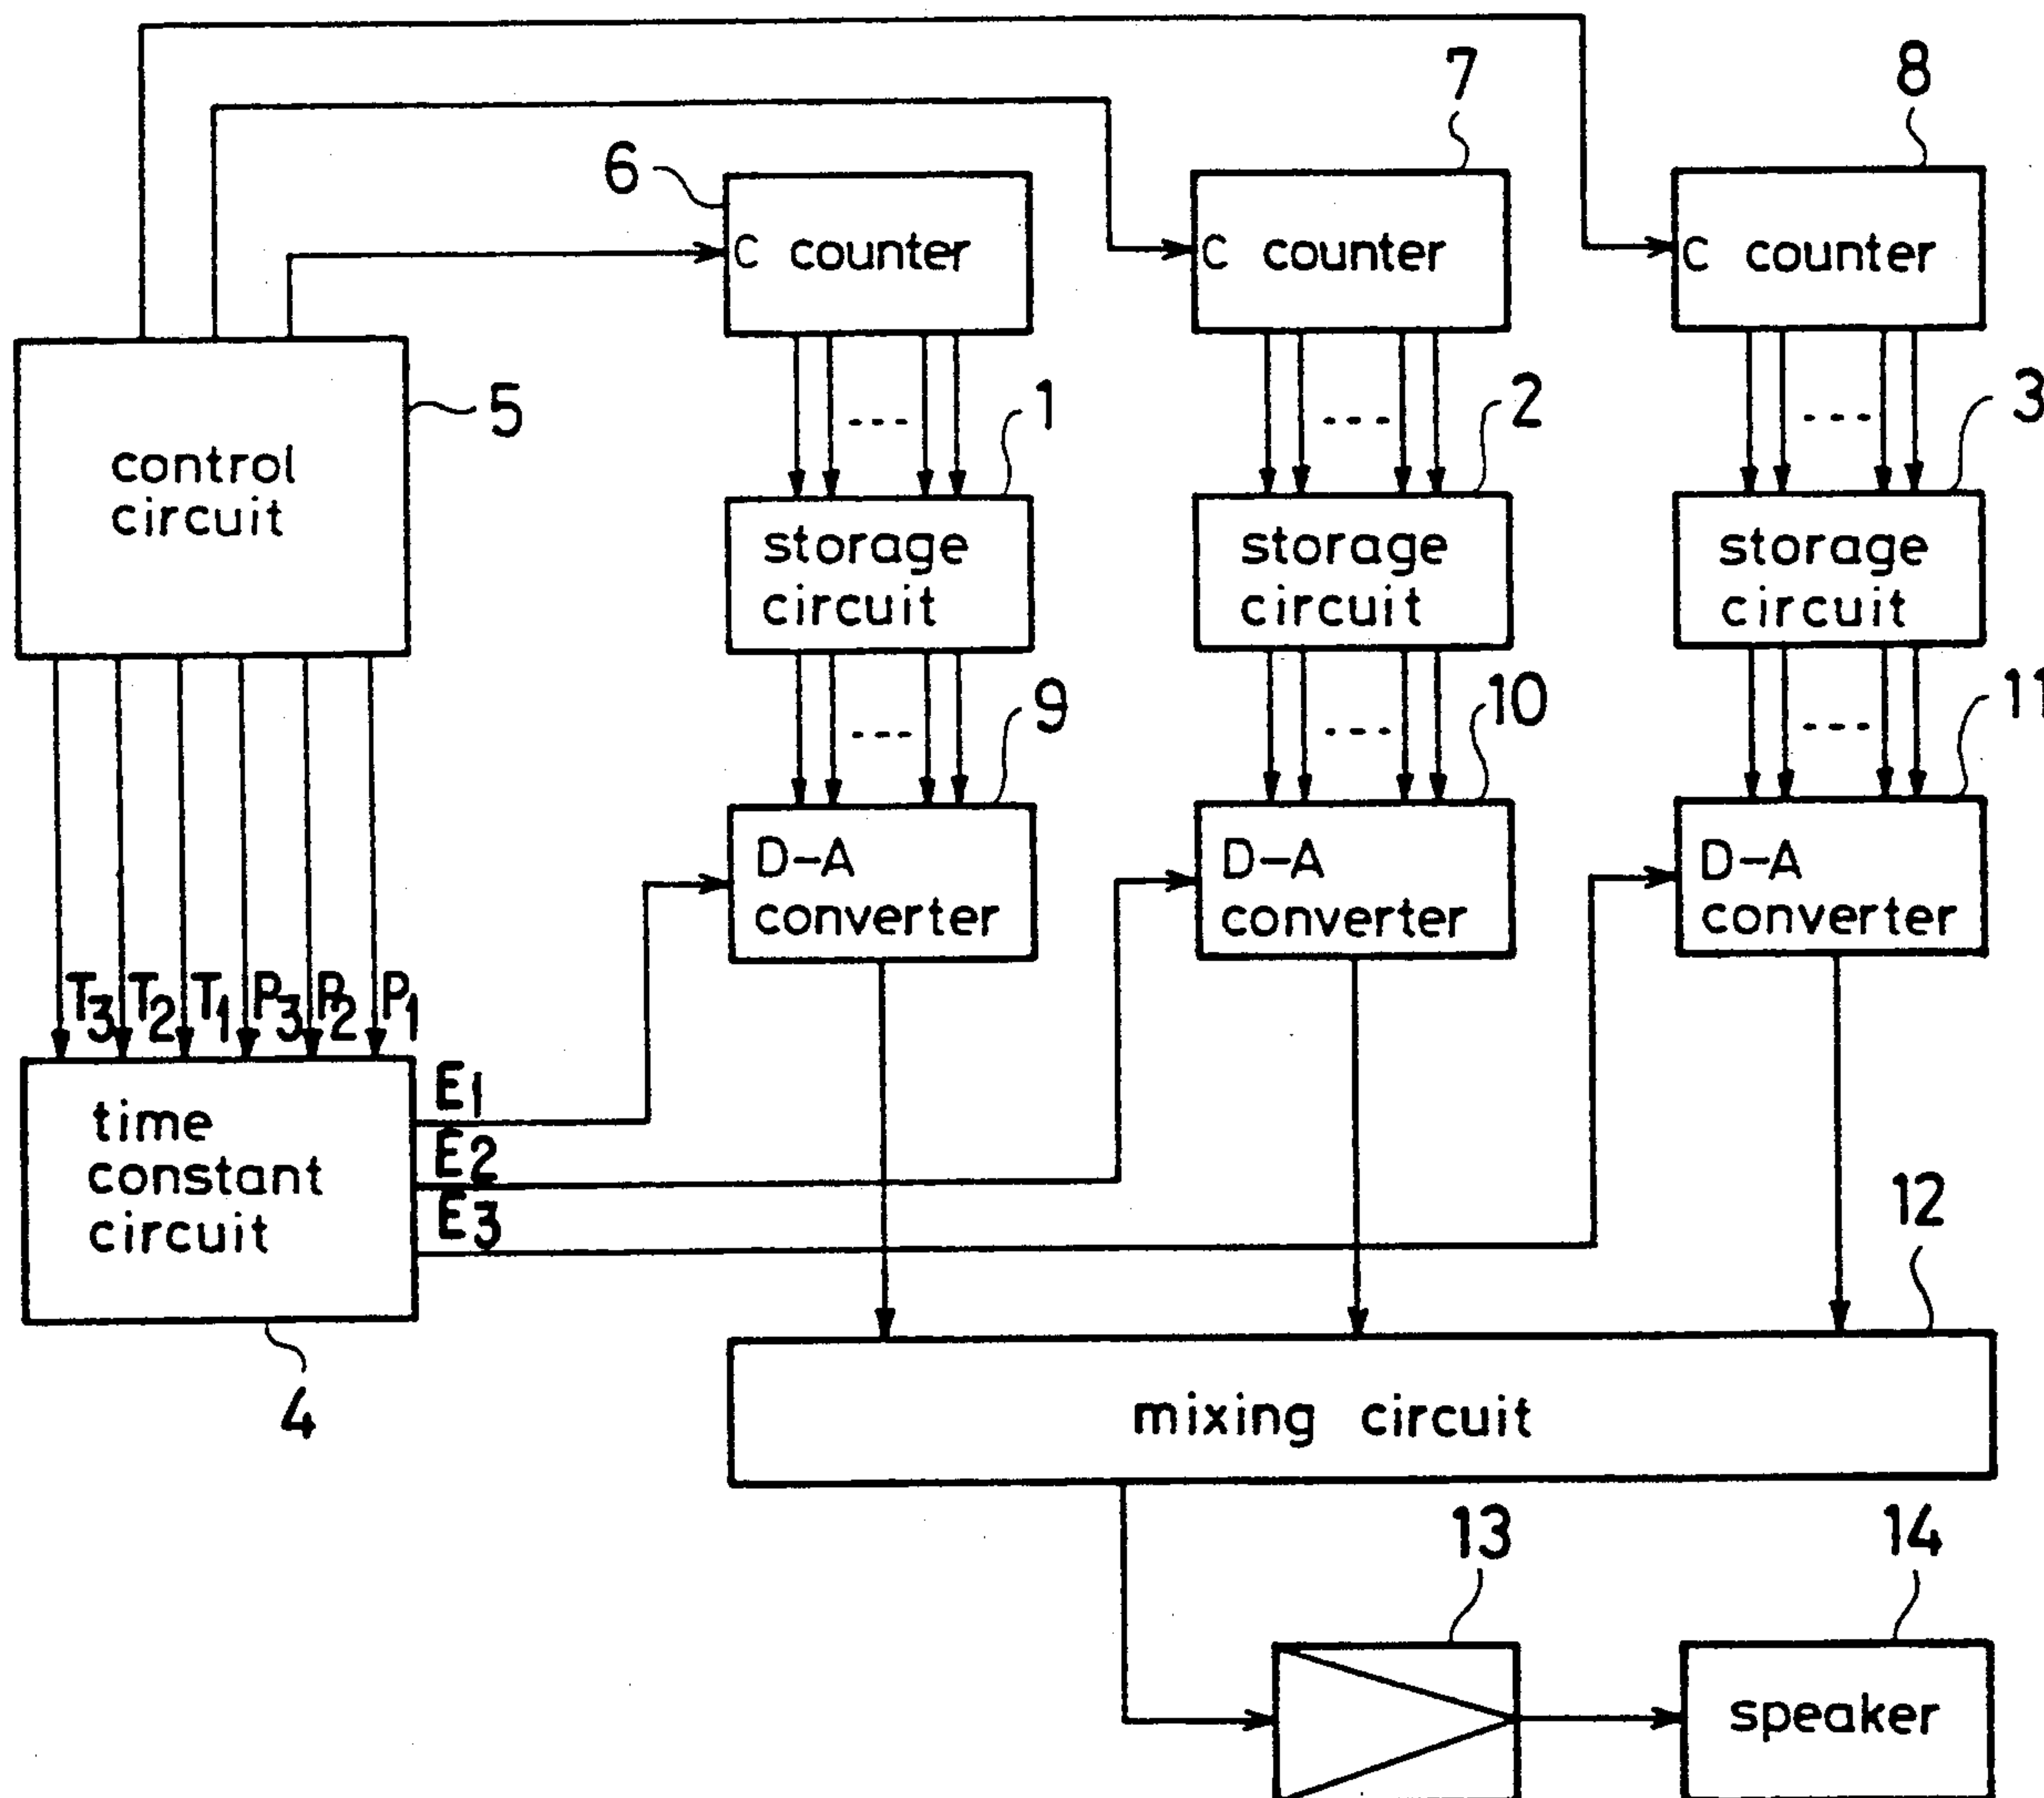 7
8
6
C counter
C counter
C counter
5
1
2
3
control
circuit
storage
circuit
storage
circuit
storage
circuit
9
10
11
D-A
converter
D-A
converter
D-A
converter
T3 T2 T1 P3 P2 P1
time
constant
circuit
E1
E2
E3
4
12
mixing circuit
13
14
speaker